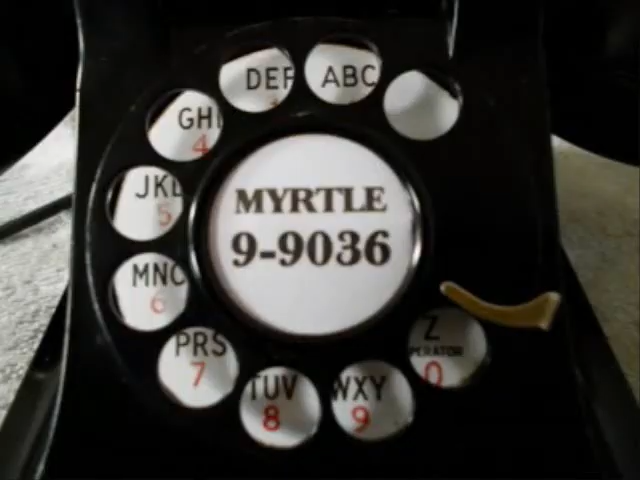 MYRTLE
9-9036
ABC
DEF
GHI
4
JKL
5
MNO
6
PRS
7
TUV
8
WXY
9
Z
OPERATOR
0